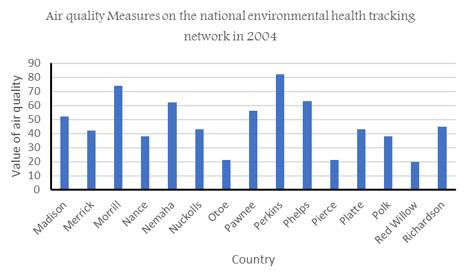 Air quality Measures on the national environmental health tracking
network in 2004
Value of air quality
90
80
70
60
50
40
30
20
10
0
Madison
Merrick
Morrill
Nance
Nemaha
Nuckolls
Otoe
Pawnee
Perkins
Phelps
Pierce
Platte
Polk
Red Willow
Richardson
Country